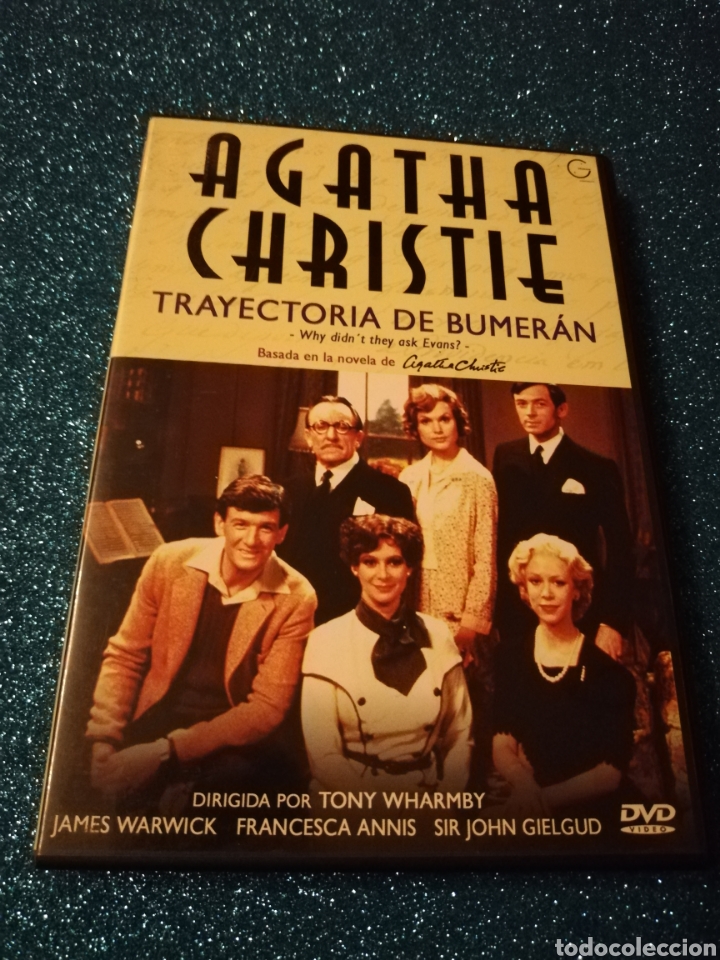 AGATHA
CHRISTIE
G
TRAYECTORIA DE BUMERÁN
- Why didn't they ask Evans? -
Basada en la novela de Agatha Christie
DIRIGIDA POR TONY WHARMBY
JAMES WARWICK FRANCESCA ANNIS SIR JOHN GIELGUD
DVD
VIDEO
todocoleccion